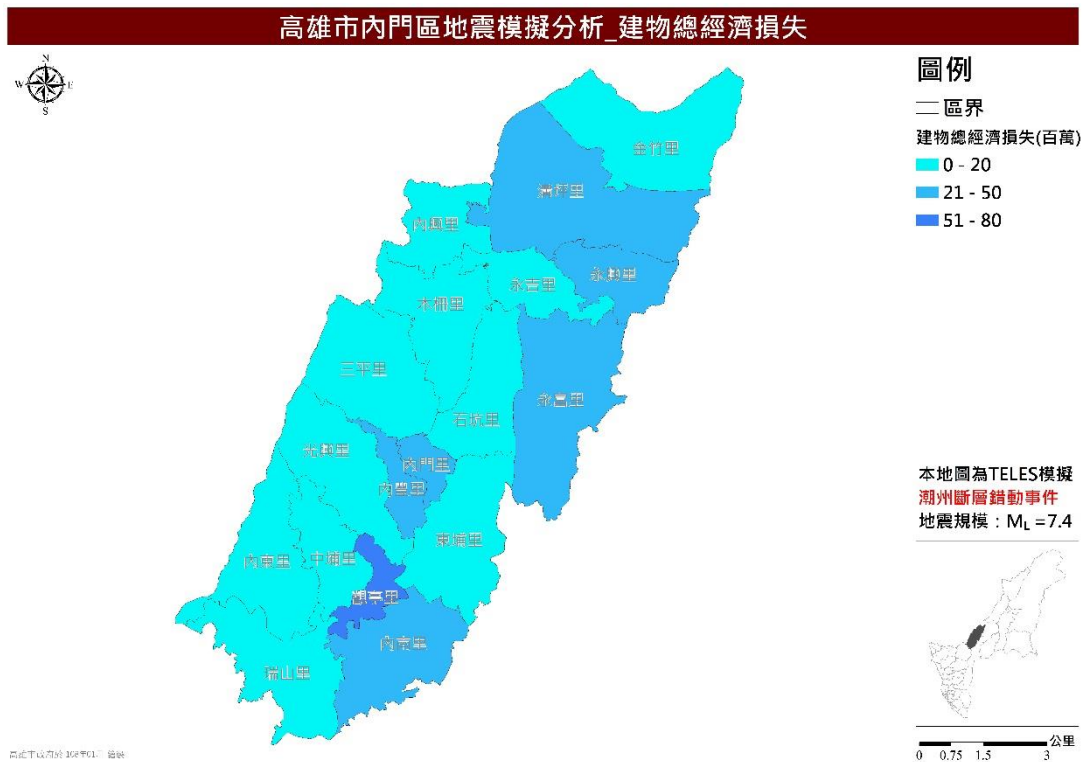 高雄市內門區地震模擬分析_建物總經濟損失
N
W
E
S
圖例
區界
建物總經濟損失(百萬)
0 - 20
21 - 50
51 - 80
金竹里
溝坪里
內興里
永吉里
永興里
木柵里
三平里
永富里
石坑里
光興里
內門里
內豐里
東埔里
中埔里
觀亭里
內南里
瑞山里
本地圖為TELES模擬
潮州斷層錯動事件
地震規模：ML =7.4
公里
0 0.75 1.5 3